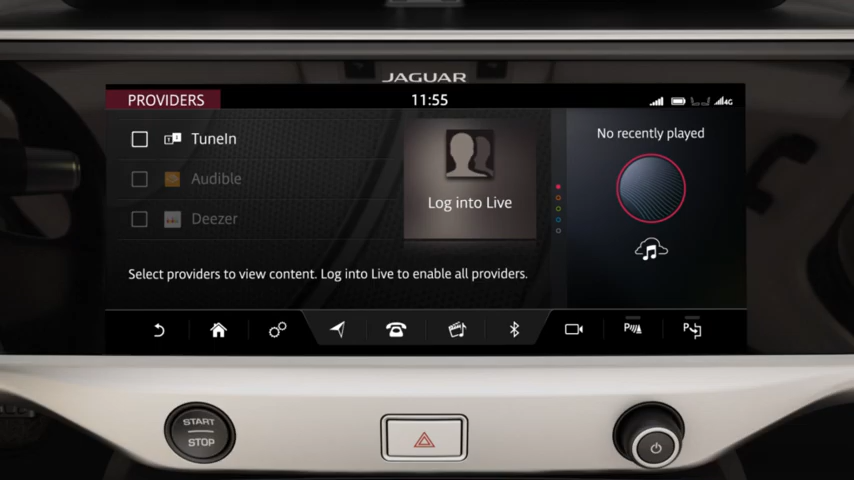 JAGUAR
PROVIDERS
11:55
4G
TuneIn
Audible
Deezer
Log into Live
No recently played
Select providers to view content. Log into Live to enable all providers.
P
P
START
STOP